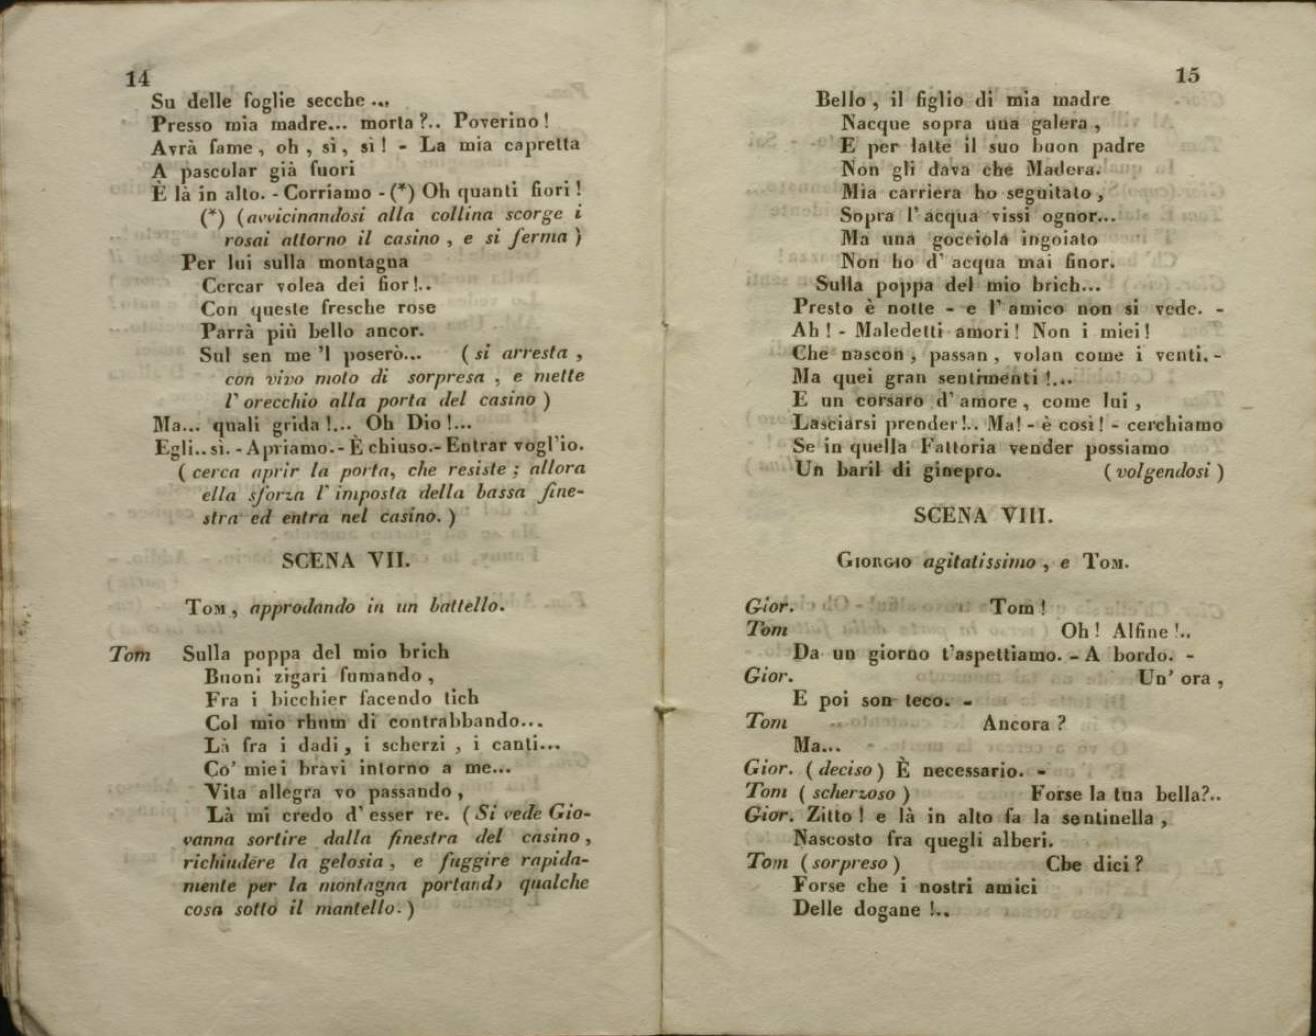 14
Su delle foglie secche ...
Presso mia madre... morta ?.. Poverino !
Avrà fame , oh , sì , sì ! - La mia capretta
A pascolar già fuori
È là in alto. - Corriamo - (*) Oh quanti fiori !
(*) (avvicinandosi alla collina scorge i
rosai attorno il casino , e si ferma )
Per lui sulla montagna
Cercar volea dei fior !..
Con queste fresche rose
Parrà più bello ancor.
Sul sen me 'l poserò... ( si arresta ,
con vivo moto di sorpresa , e mette
l' orecchio alla porta del casino )
Ma... quali grida !... Oh Dio !...
Egli.. sì. - Apriamo. - È chiuso.- Entrar vogl'io.
( cerca aprir la porta, che resiste ; allora
ella sforza l' imposta della bassa fine-
stra ed entra nel casino. )
SCENA VII.
Tom , approdando in un battello.
Tom Sulla poppa del mio brich
Buoni zigari fumando ,
Fra i bicchier facendo tich
Col mio rhum di contrabbando...
Là fra i dadi , i scherzi , i canti...
Co' miei bravi intorno a me...
Vita allegra vo passando ,
Là mi credo d' esser re. ( Si vede Gio-
vanna sortire dalla finestra del casino ,
richiudere la gelosia , e fuggire rapida-
mente per la montagna portando qualche
cosa sotto il mantello. )
15
Bello , il figlio di mia madre
Nacque sopra una galera ,
E per latte il suo buon padre
Non gli dava che Madera.
Mia carriera ho seguitato ,
Sopra l' acqua vissi ognor...
Ma una gocciola ingoiato
Non ho d' acqua mai finor.
Sulla poppa del mio brich...
Presto è notte - e l' amico non si vede. -
Ah ! - Maledetti amori ! Non i miei !
Che nascon , passan , volan come i venti. -
Ma quei gran sentimenti !...
E un corsaro d' amore , come lui ,
Lasciarsi prender !.. Ma! - è così ! - cerchiamo
Se in quella Fattoria vender possiamo
Un baril di ginepro. ( volgendosi )
SCENA VIII.
Giorgio agitatissimo , e Tom.
Gior. Tom !
Tom Oh ! Alfine !..
Da un giorno t'aspettiamo. - A bordo. -
Gior. Un' ora ,
E poi son teco. -
Tom Ancora ?
Ma...
Gior. ( deciso ) È necessario. -
Tom ( scherzoso ) Forse la tua bella?..
Gior. Zitto ! e là in alto fa la sentinella ,
Nascosto fra quegli alberi.
Tom ( sorpreso ) Che dici ?
Forse che i nostri amici
Delle dogane !..